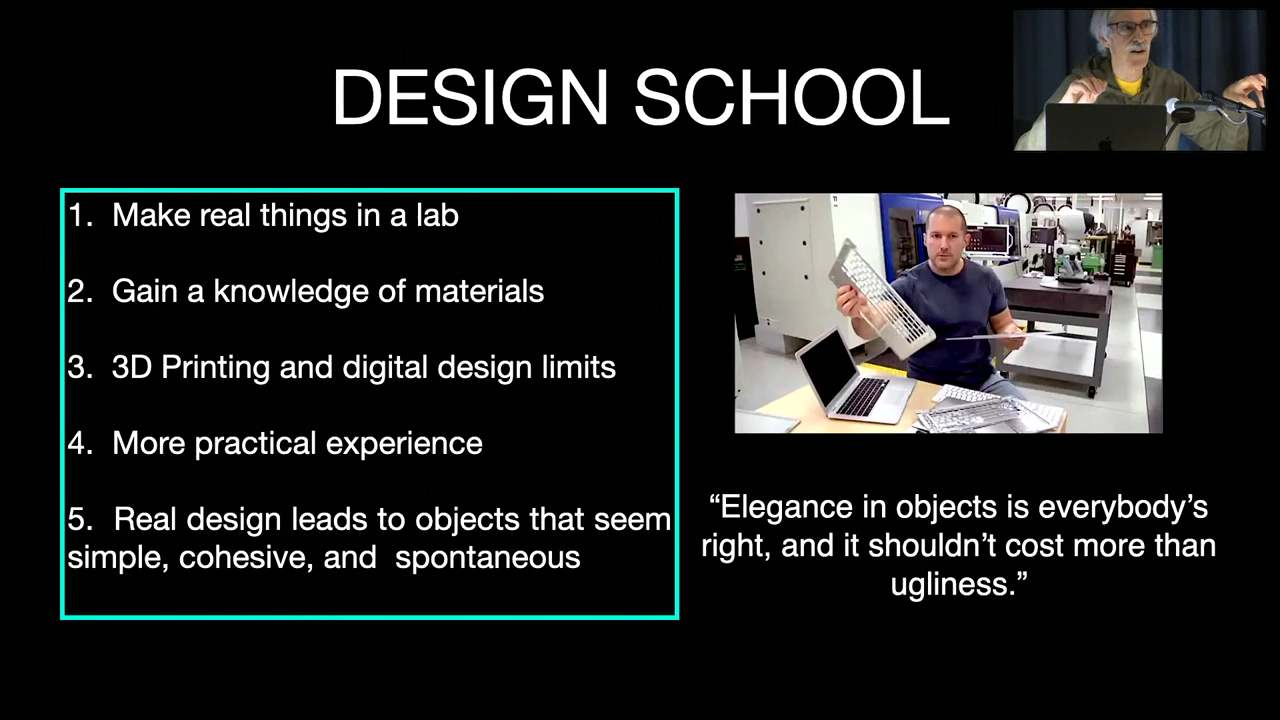 DESIGN SCHOOL
1. Make real things in a lab
2. Gain a knowledge of materials
3. 3D Printing and digital design limits
4. More practical experience
5. Real design leads to objects that seem
simple, cohesive, and spontaneous
“Elegance in objects is everybody’s
right, and it shouldn’t cost more than
ugliness.”